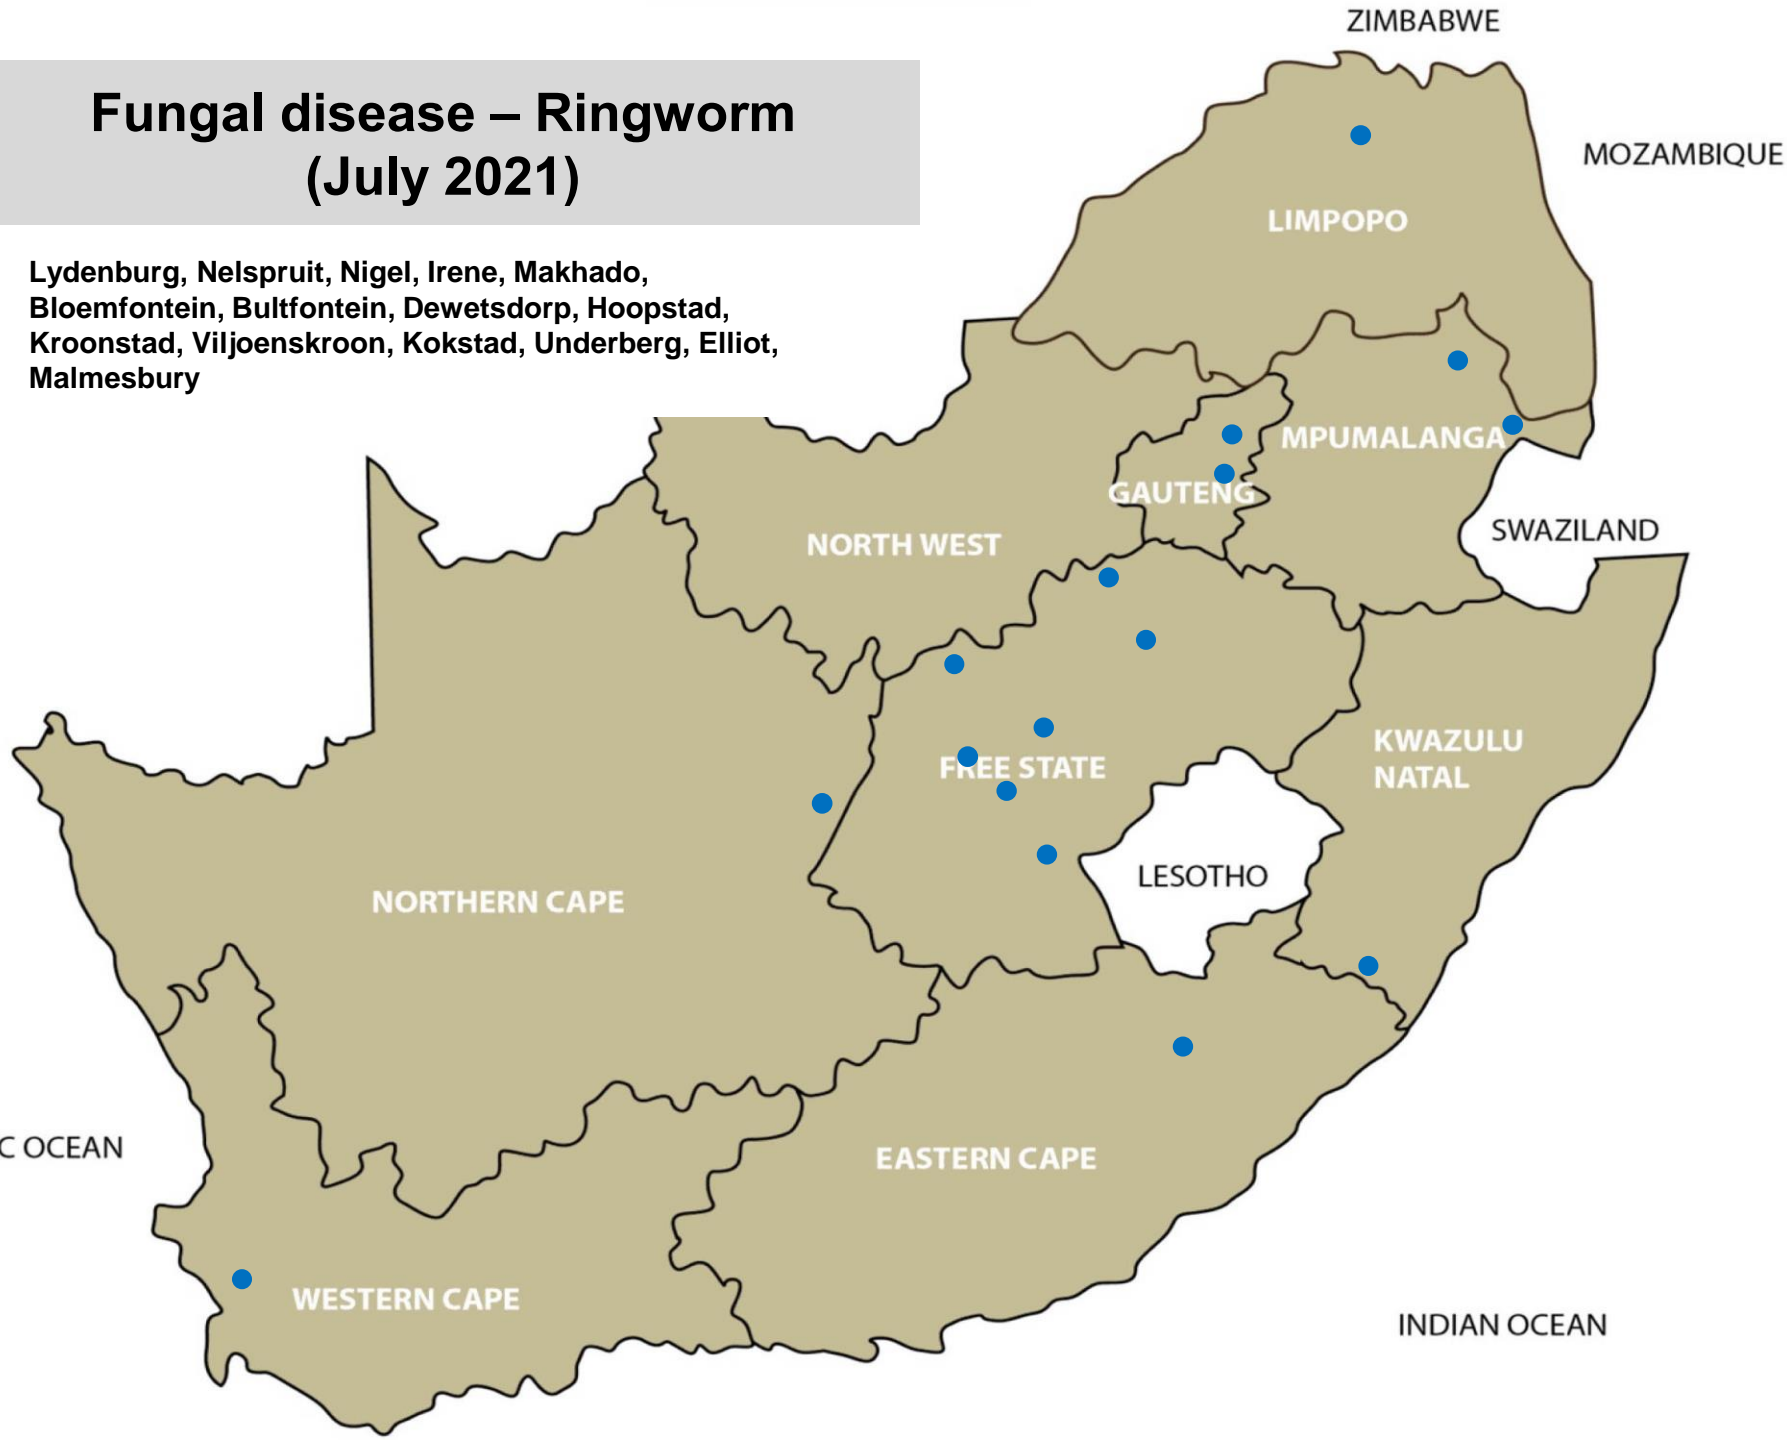 ZIMBABWE
Fungal disease – Ringworm
(July 2021)
MOZAMBIQUE
LIMPOPO
Lydenburg, Nelspruit, Nigel, Irene, Makhado,
Bloemfontein, Bultfontein, Dewetsdorp, Hoopstad,
Kroonstad, Viljoenskroon, Kokstad, Underberg, Elliot,
Malmesbury
MPUMALANGA
GAUTENG
SWAZILAND
NORTH WEST
KWAZULU
NATAL
FREE STATE
LESOTHO
NORTHERN CAPE
C OCEAN
EASTERN CAPE
WESTERN CAPE
INDIAN OCEAN